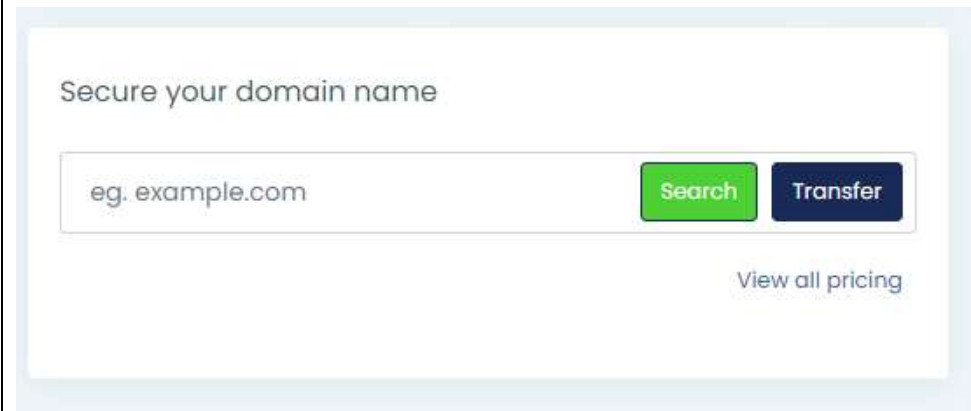 Secure your domain name
eg. example.com
Search Transfer
View all pricing